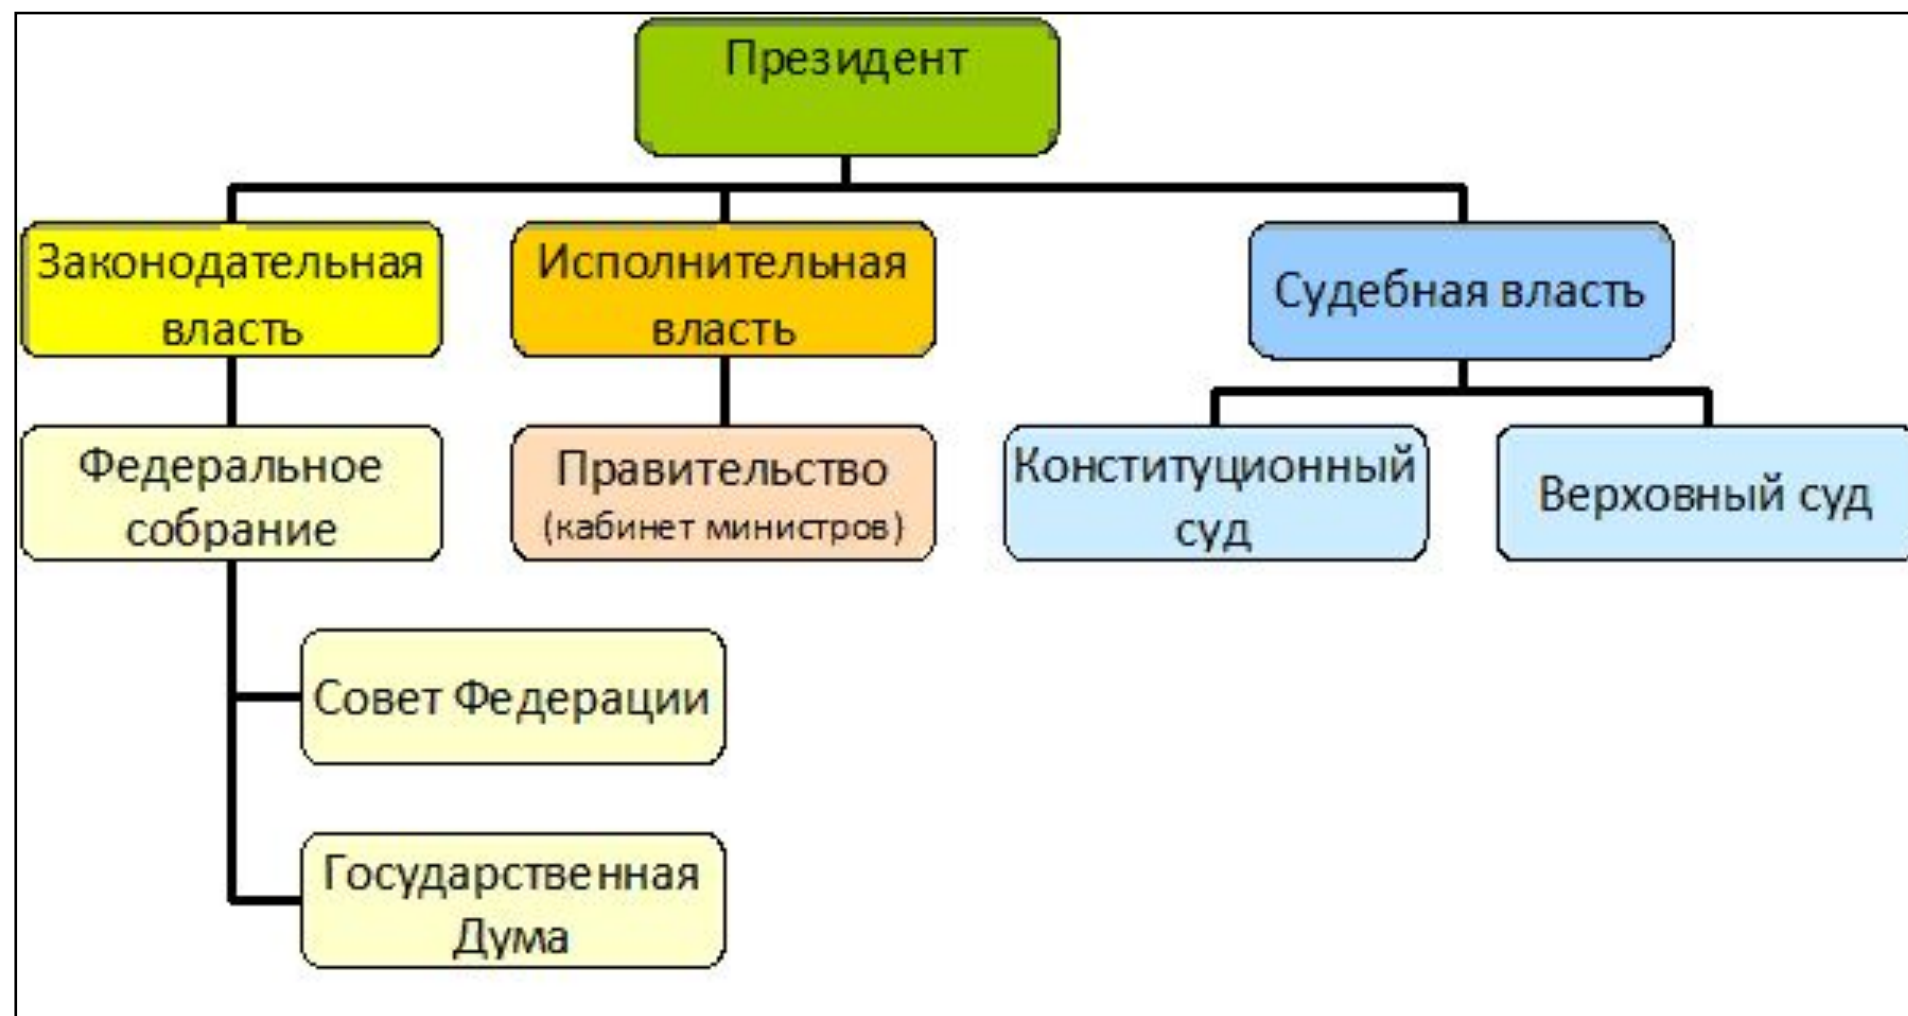 Президент
Законодательная
власть
Исполнительная
власть
Судебная власть
Федеральное
собрание
Правительство
(кабинет министров)
Конституционный
суд
Верховный суд
Совет Федерации
Государственная
Дума